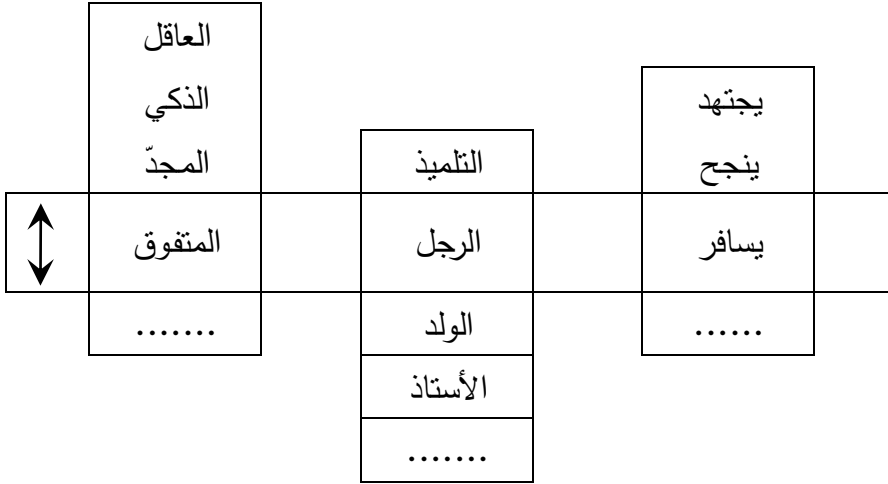 العاقل
يجتهد الذكي
ينجح التلميذ المجدّ
يسافر الرجل المتفوق
...... الولد .......
الأستاذ
.......